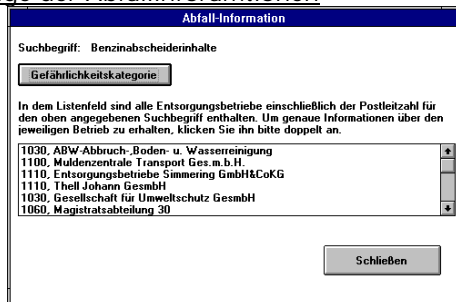 Abfall-Information
Suchbegriff: Benzinabscheiderinhalte
Gefährlichkeitskategorie
In dem Listenfeld sind alle Entsorgungsbetriebe einschließlich der Postleitzahl für
den oben angegebenen Suchbegriff enthalten. Um genaue Informationen über den
jeweiligen Betrieb zu erhalten, klicken Sie ihn bitte doppelt an.
1030, ABW-Abbruch-,Boden- u. Wasserreinigung
1100, Muldenzentrale Transport Ges.m.b.H.
1110, Entsorgungsbetriebe Simmering GmbH&CoKG
1110, Thell Johann GesmbH
1030, Gesellschaft für Umweltschutz GesmbH
1060, Magistratsabteilung 30
Schließen